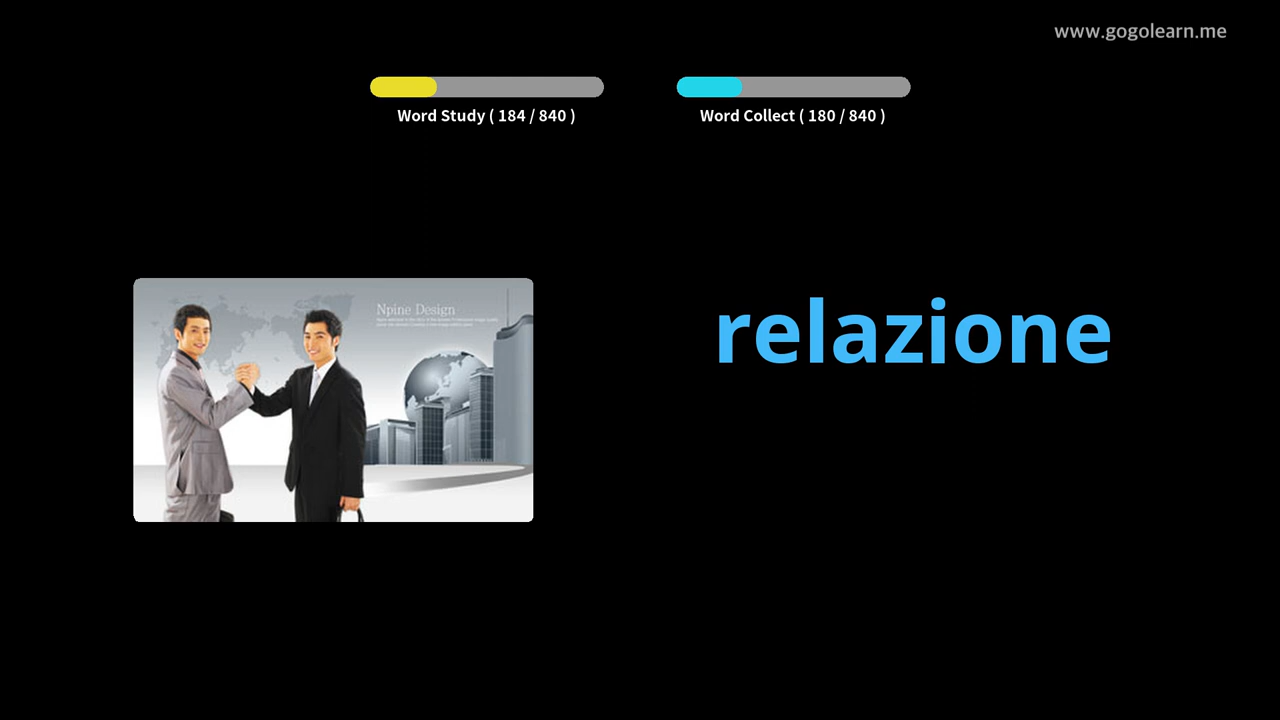 www.gogolearn.me
Word Study ( 184 / 840 )
Word Collect ( 180 / 840 )
Npine Design
relazione